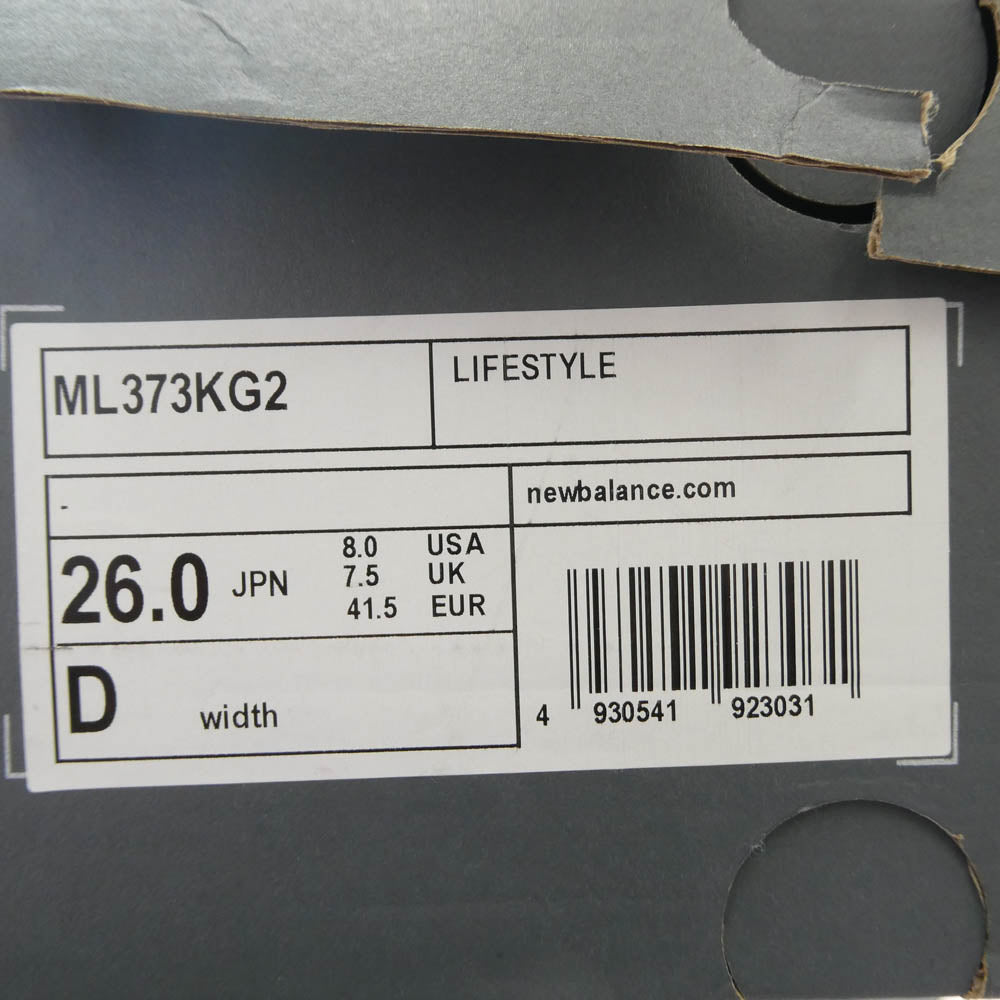 ML373KG2
LIFESTYLE
-
newbalance.com
26.0 JPN
8.0 USA
7.5 UK
41.5 EUR
D width
4 930541 923031